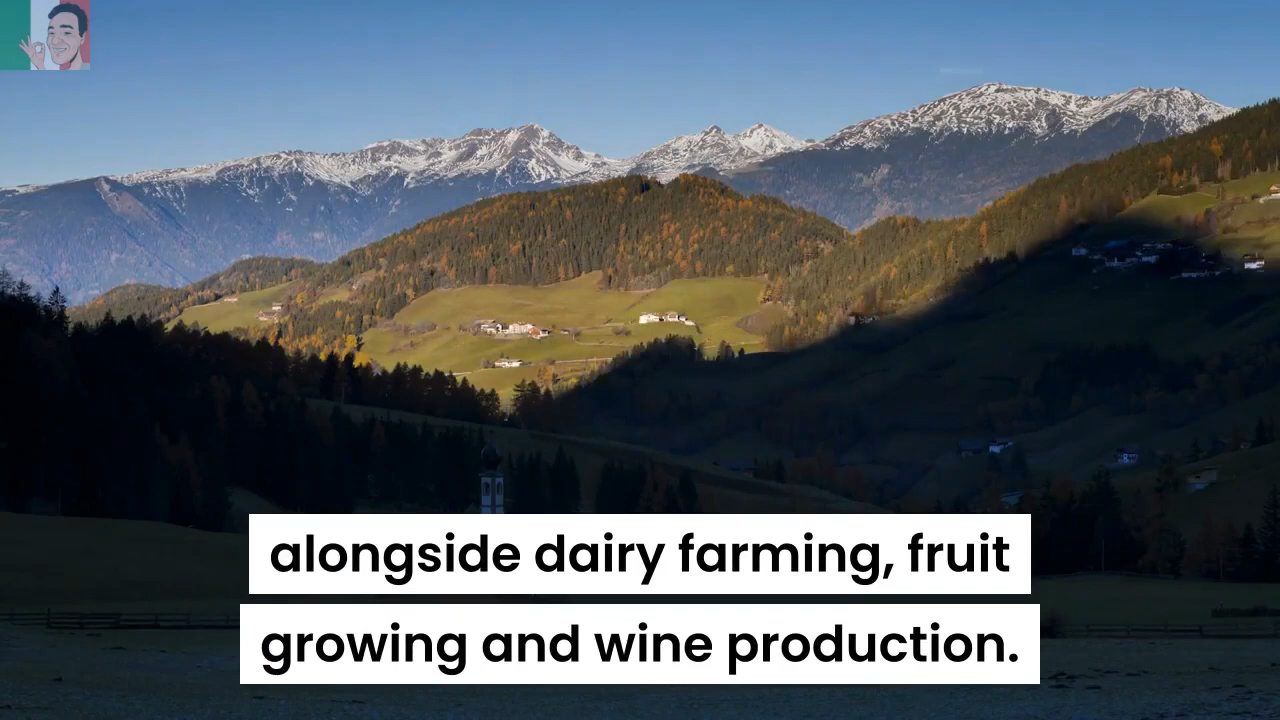 alongside dairy farming, fruit
growing and wine production.